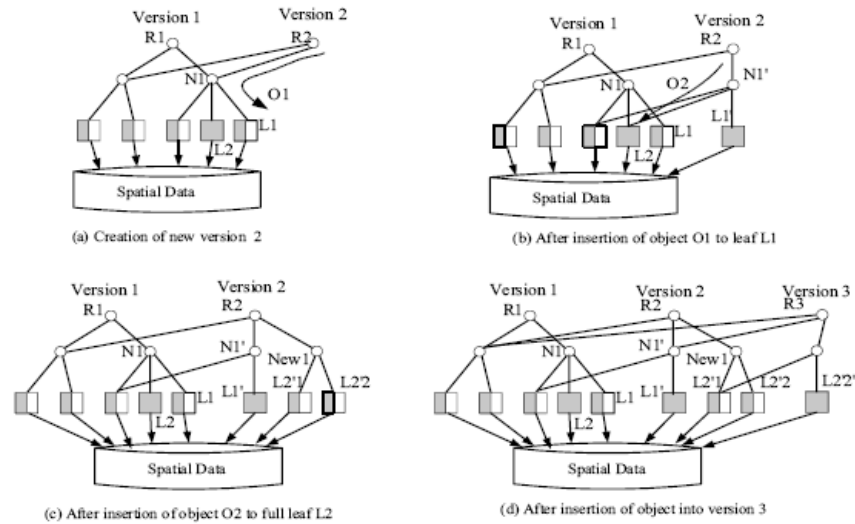 Version 1
R1
Version 2
R2
N1
O1
L1
L2
Spatial Data
(a) Creation of new version 2
Version 1
R1
Version 2
R2
N1
N1'
O2
L1
L1'
L2
Spatial Data
(b) After insertion of object O1 to leaf L1
Version 1
R1
Version 2
R2
N1
N1'
New1
L1
L1'
L2'1
L2'2
L2
Spatial Data
(c) After insertion of object O2 to full leaf L2
Version 1
R1
Version 2
R2
Version 3
R3
N1
N1'
New1
L1
L1'
L2'1
L2'2
L2'2'
L2
Spatial Data
(d) After insertion of object into version 3